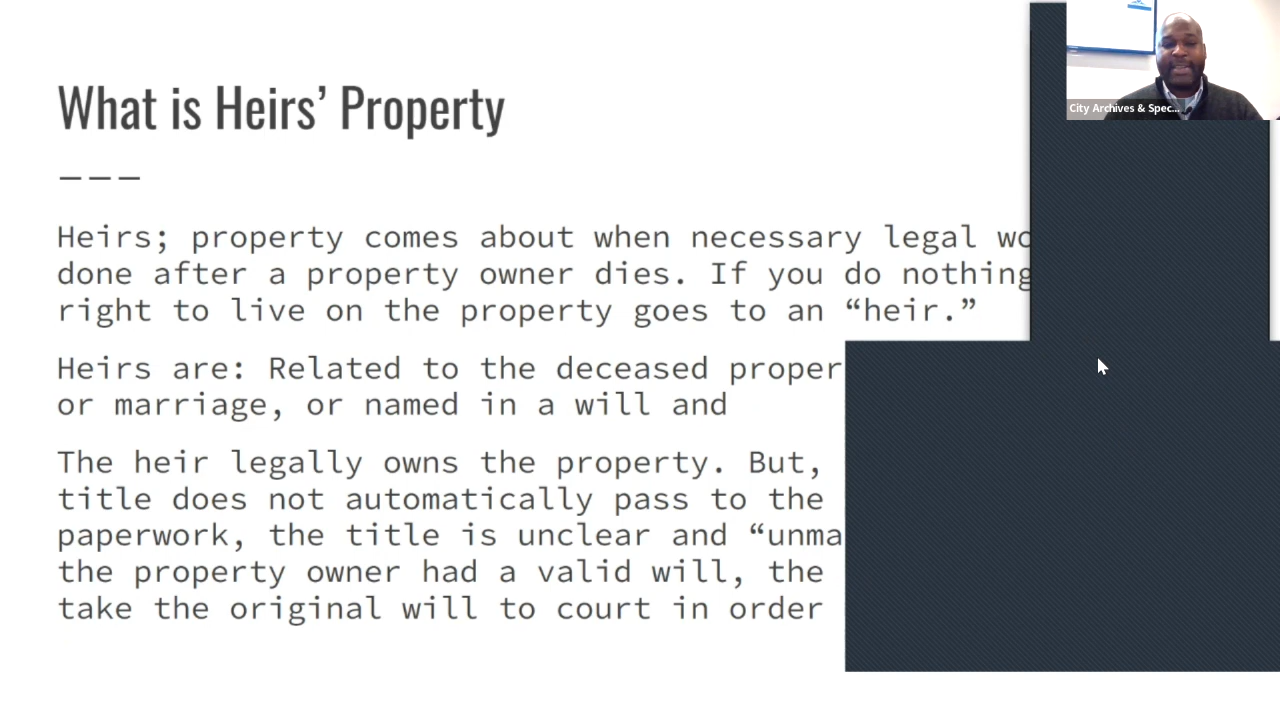 What is Heirs’ Property
Heirs; property comes about when necessary legal
done after a property owner dies. If you do nothing
right to live on the property goes to an “heir.”
Heirs are: Related to the deceased
or marriage, or named in a will and
The heir legally owns the property. But,
title does not automatically pass to the
paperwork, the title is unclear and
the property owner had a valid will, the
take the original will to court in order
City Archives & Spec...